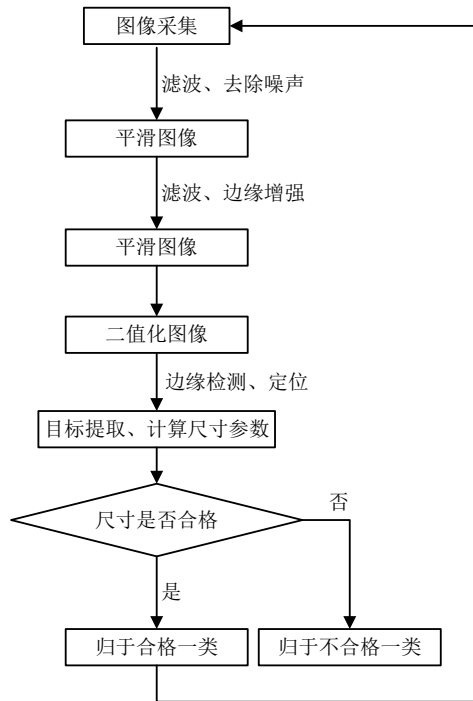 图像采集
滤波、去除噪声
平滑图像
滤波、边缘增强
平滑图像
二值化图像
边缘检测、定位
目标提取、计算尺寸参数
尺寸是否合格
否
是
归于合格一类
归于不合格一类